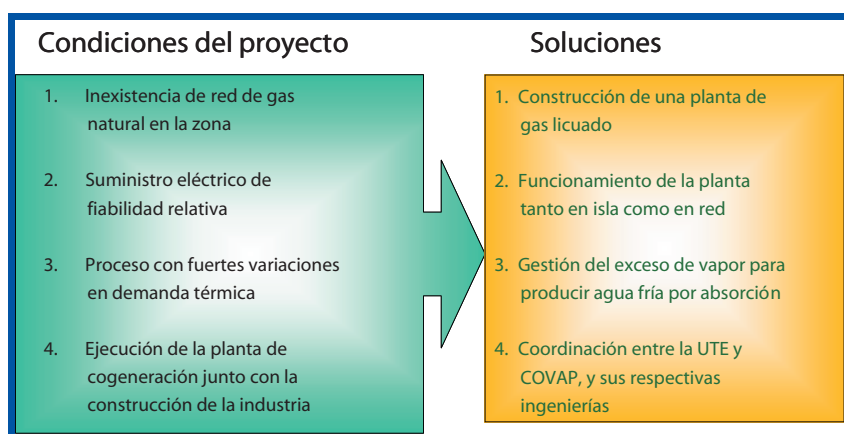 Condiciones del proyecto
1. Inexistencia de red de gas
natural en la zona
2. Suministro eléctrico de
fiabilidad relativa
3. Proceso con fuertes variaciones
en demanda térmica
4. Ejecución de la planta de
cogeneración junto con la
construcción de la industria
Soluciones
1. Construcción de una planta de
gas licuado
2. Funcionamiento de la planta
tanto en isla como en red
3. Gestión del exceso de vapor para
producir agua fría por absorción
4. Coordinación entre la UTE y
COVAP, y sus respectivas
ingenierías